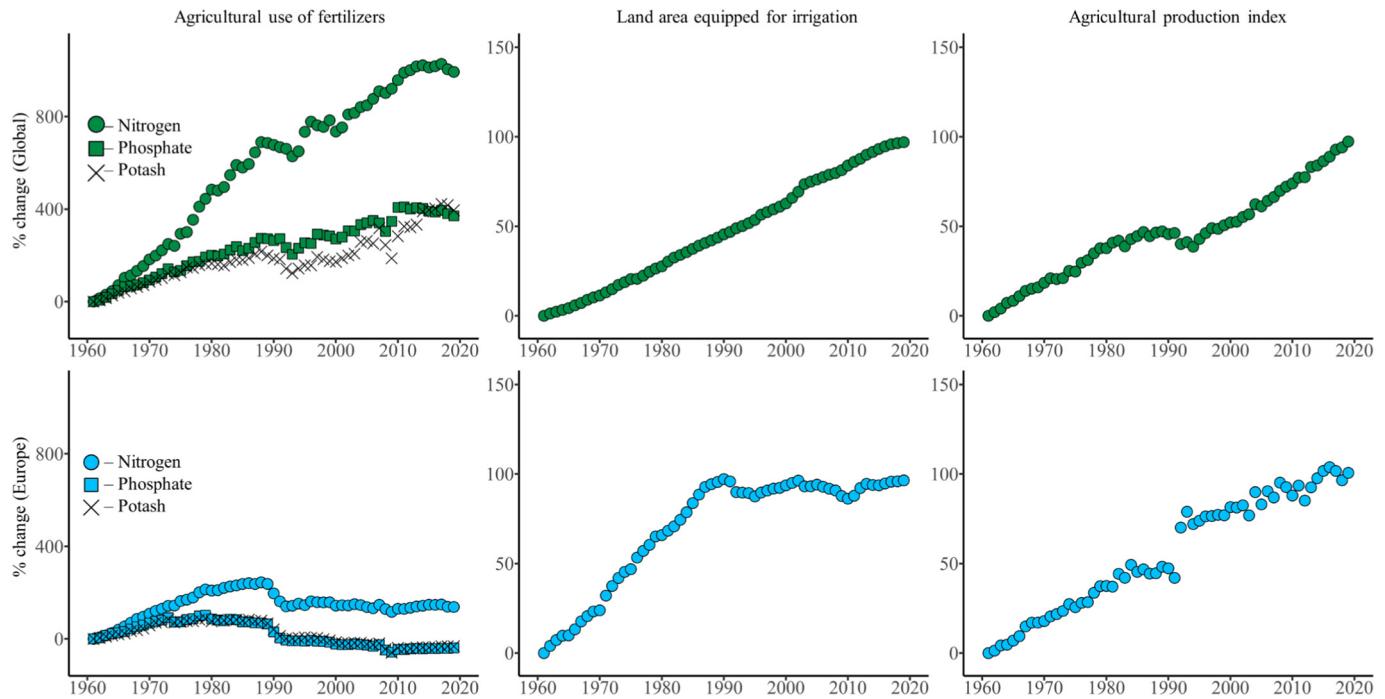 Agricultural use of fertilizers
Land area equipped for irrigation
Agricultural production index
% change (Global)
800
400
0
– Nitrogen
– Phosphate
– Potash
1960 1970 1980 1990 2000 2010 2020
150
100
50
0
1960 1970 1980 1990 2000 2010 2020
150
100
50
0
1960 1970 1980 1990 2000 2010 2020
% change (Europe)
800
400
0
– Nitrogen
– Phosphate
– Potash
1960 1970 1980 1990 2000 2010 2020
150
100
50
0
1960 1970 1980 1990 2000 2010 2020
150
100
50
0
1960 1970 1980 1990 2000 2010 2020